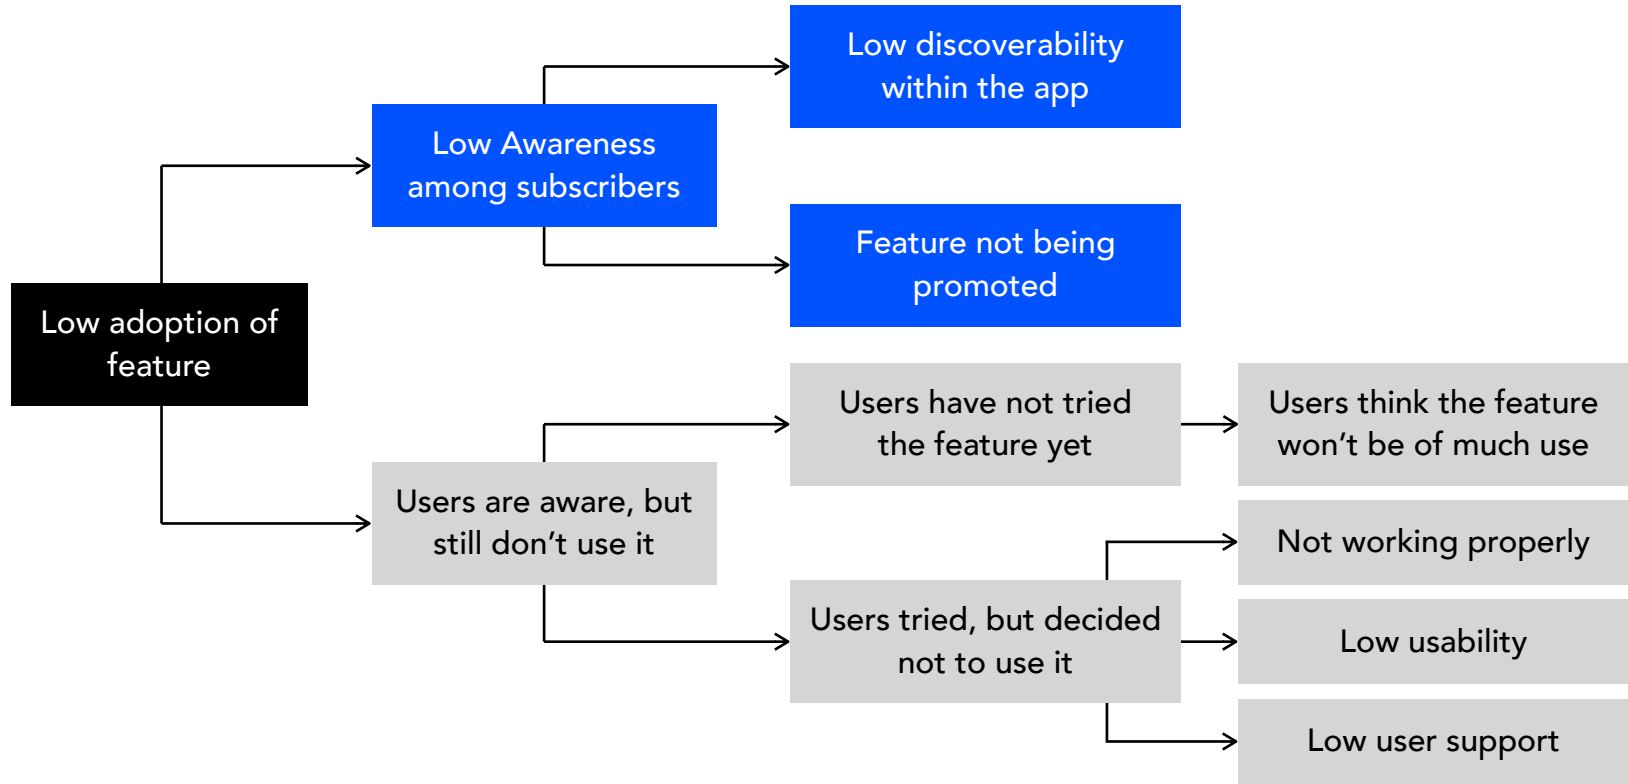 Low discoverability
within the app
Low Awareness
among subscribers
Feature not being
promoted
Low adoption of
feature
Users have not tried
the feature yet
Users think the feature
won’t be of much use
Users are aware, but
still don’t use it
Not working properly
Users tried, but decided
not to use it
Low usability
Low user support